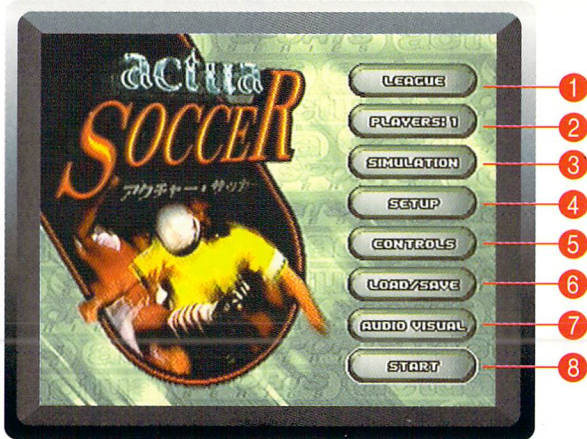 actua
SOCCER
アクチャー・サッカー
LEAGUE 1
PLAYERS: 1 2
SIMULATION 3
SETUP 4
CONTROLS 5
LOAD/SAVE 6
AUDIO VISUAL 7
START 8